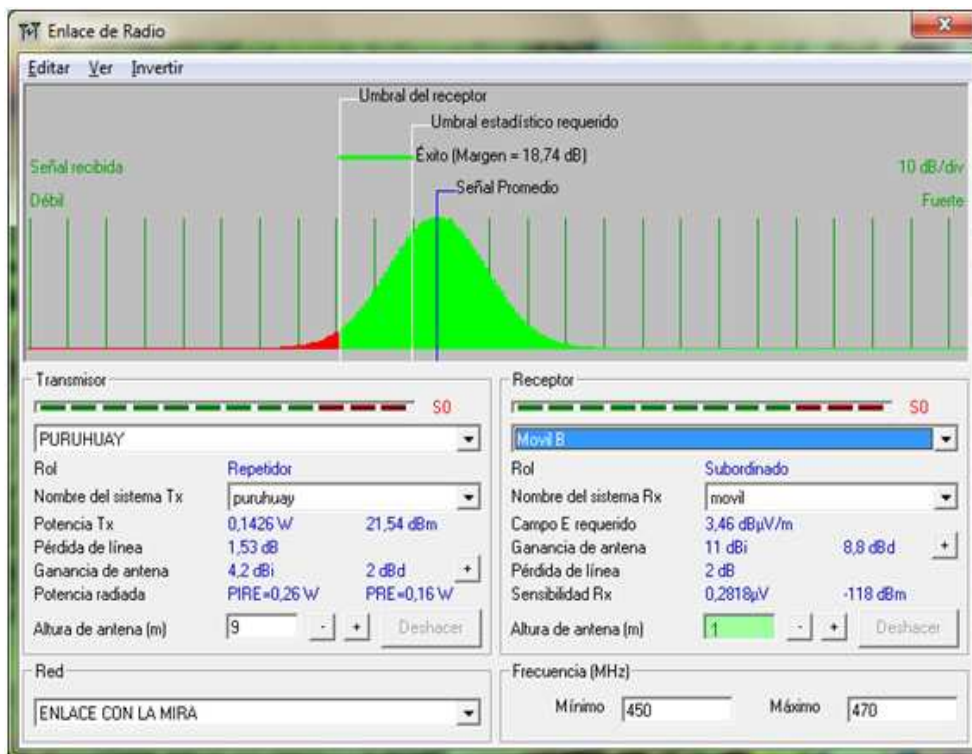 Enlace de Radio
Editar Ver Invertir
Umbral del receptor
Umbral estadístico requerido
Éxito (Margen = 18,74 dB)
Señal recibida 10 dB/div
Señal Promedio
Débil Fuerte
Transmisor
S0
PURUHUAY
Rol Repetidor
Nombre del sistema Tx puruhuay
Potencia Tx 0,1426 W 21,54 dBm
Pérdida de línea 1,53 dB
Ganancia de antena 4,2 dBi 2 dBd +
Potencia radiada PIRE=0,26 W PRE=0,16 W
Altura de antena (m) 9 - + Deshacer
Receptor
S0
Movil B
Rol Subordinado
Nombre del sistema Rx movil
Campo E requerido 3,46 dBµV/m
Ganancia de antena 11 dBi 8,8 dBd +
Pérdida de línea 2 dB
Sensibilidad Rx 0,2818µV -118 dBm
Altura de antena (m) 1 - + Deshacer
Red
ENLACE CON LA MIRA
Frecuencia (MHz)
Mínimo 450 Máximo 470